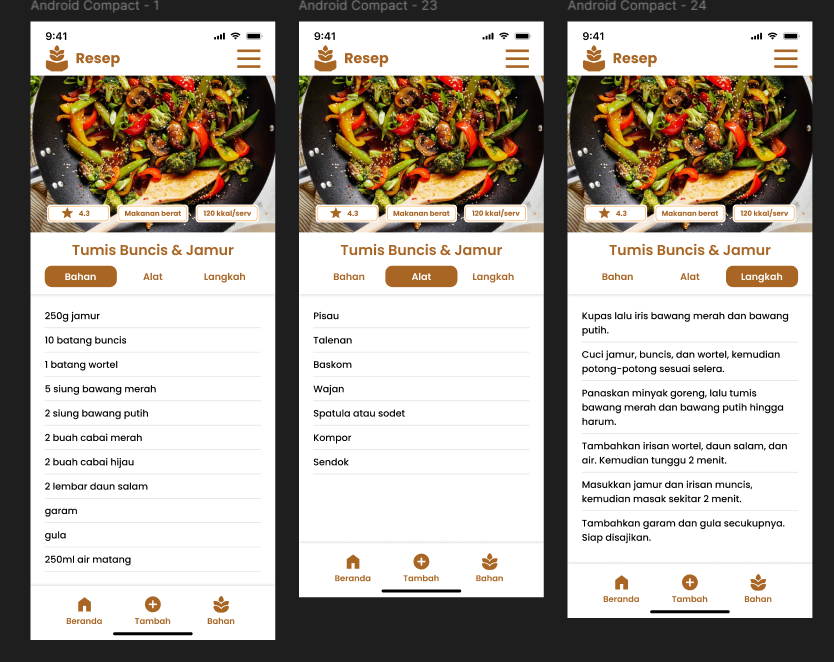 Android Compact - 1
9:41
Resep
4.3
Makanan berat
120 kkal/serv
Tumis Buncis & Jamur
Bahan
Alat
Langkah
250g jamur
10 batang buncis
1 batang wortel
5 siung bawang merah
2 siung bawang putih
2 buah cabai merah
2 buah cabai hijau
2 lembar daun salam
garam
gula
250ml air matang
Beranda
Tambah
Bahan
Android Compact - 23
9:41
Resep
4.3
Makanan berat
120 kkal/serv
Tumis Buncis & Jamur
Bahan
Alat
Langkah
Pisau
Talenan
Baskom
Wajan
Spatula atau sodet
Kompor
Sendok
Beranda
Tambah
Bahan
Android Compact - 24
9:41
Resep
4.3
Makanan berat
120 kkal/serv
Tumis Buncis & Jamur
Bahan
Alat
Langkah
Kupas lalu iris bawang merah dan bawang
putih.
Cuci jamur, buncis, dan wortel, kemudian
potong-potong sesuai selera.
Panaskan minyak goreng, lalu tumis
bawang merah dan bawang putih hingga
harum.
Tambahkan irisan wortel, daun salam, dan
air. Kemudian tunggu 2 menit.
Masukkan jamur dan irisan muncis,
kemudian masak sekitar 2 menit.
Tambahkan garam dan gula secukupnya.
Siap disajikan.
Beranda
Tambah
Bahan